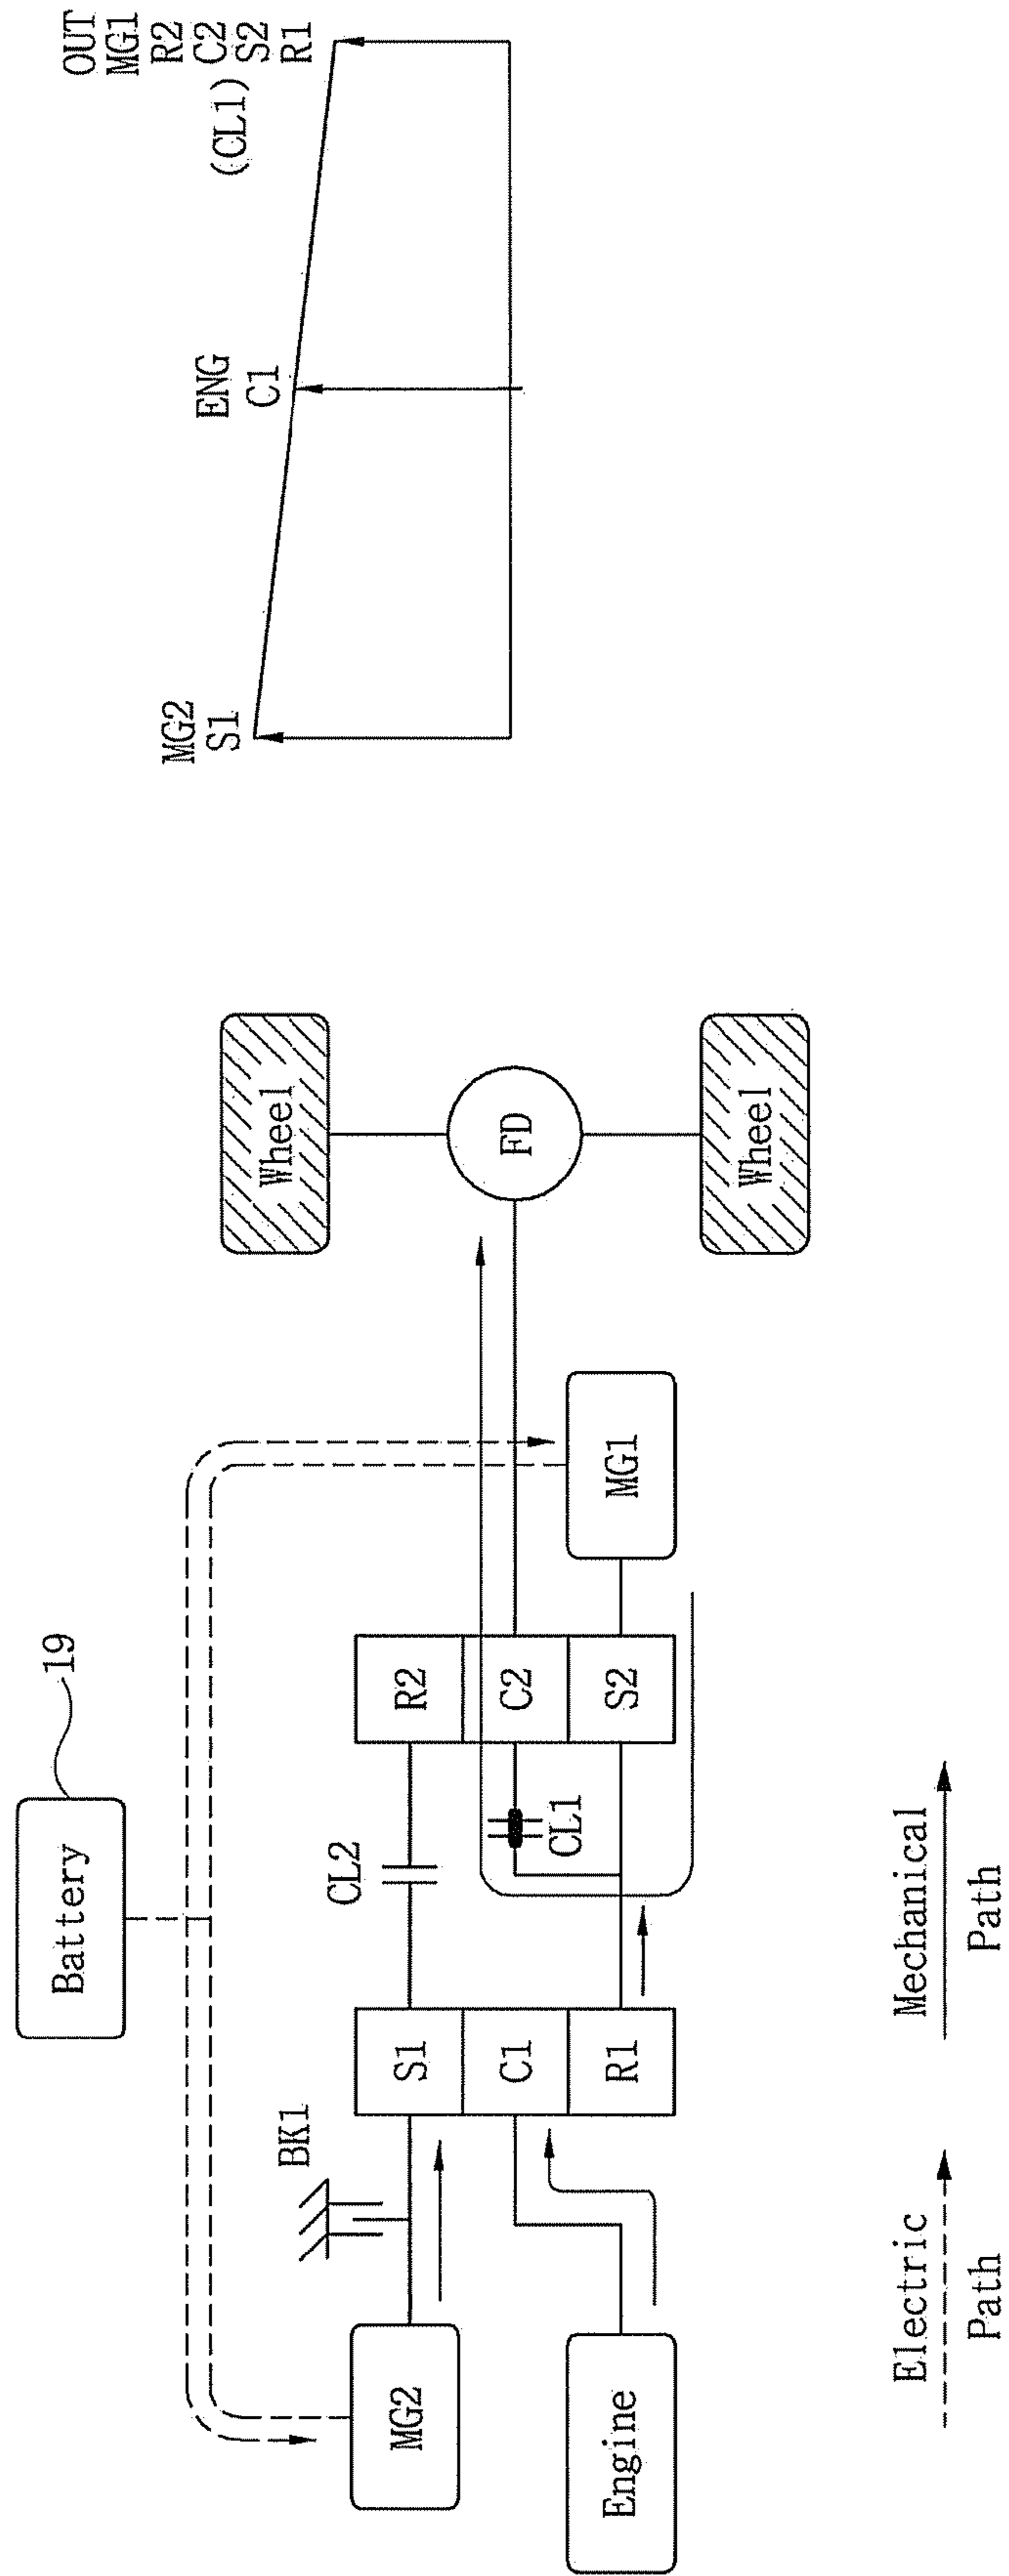 Battery
19
MG2
BK1
S1
C1
R1
CL2
CL1
R2
C2
S2
MG1
Engine
Wheel
FD
Wheel
Electric
Path
Mechanical
Path
MG2
S1
ENG
C1
OUT
MG1
R2
C2
(CL1)
S2
R1